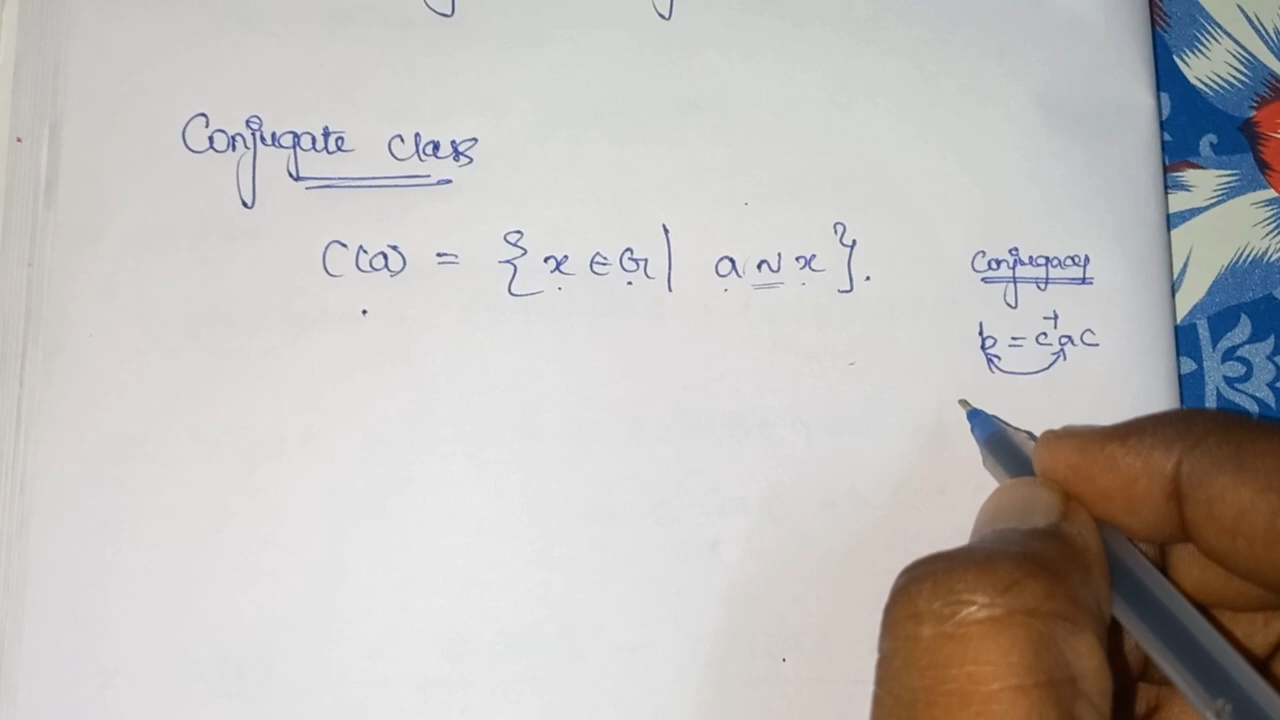 Conjugate class
C(a) = {x ∈ G | a ~ x}.
Conjugacy
b = c⁻¹ac